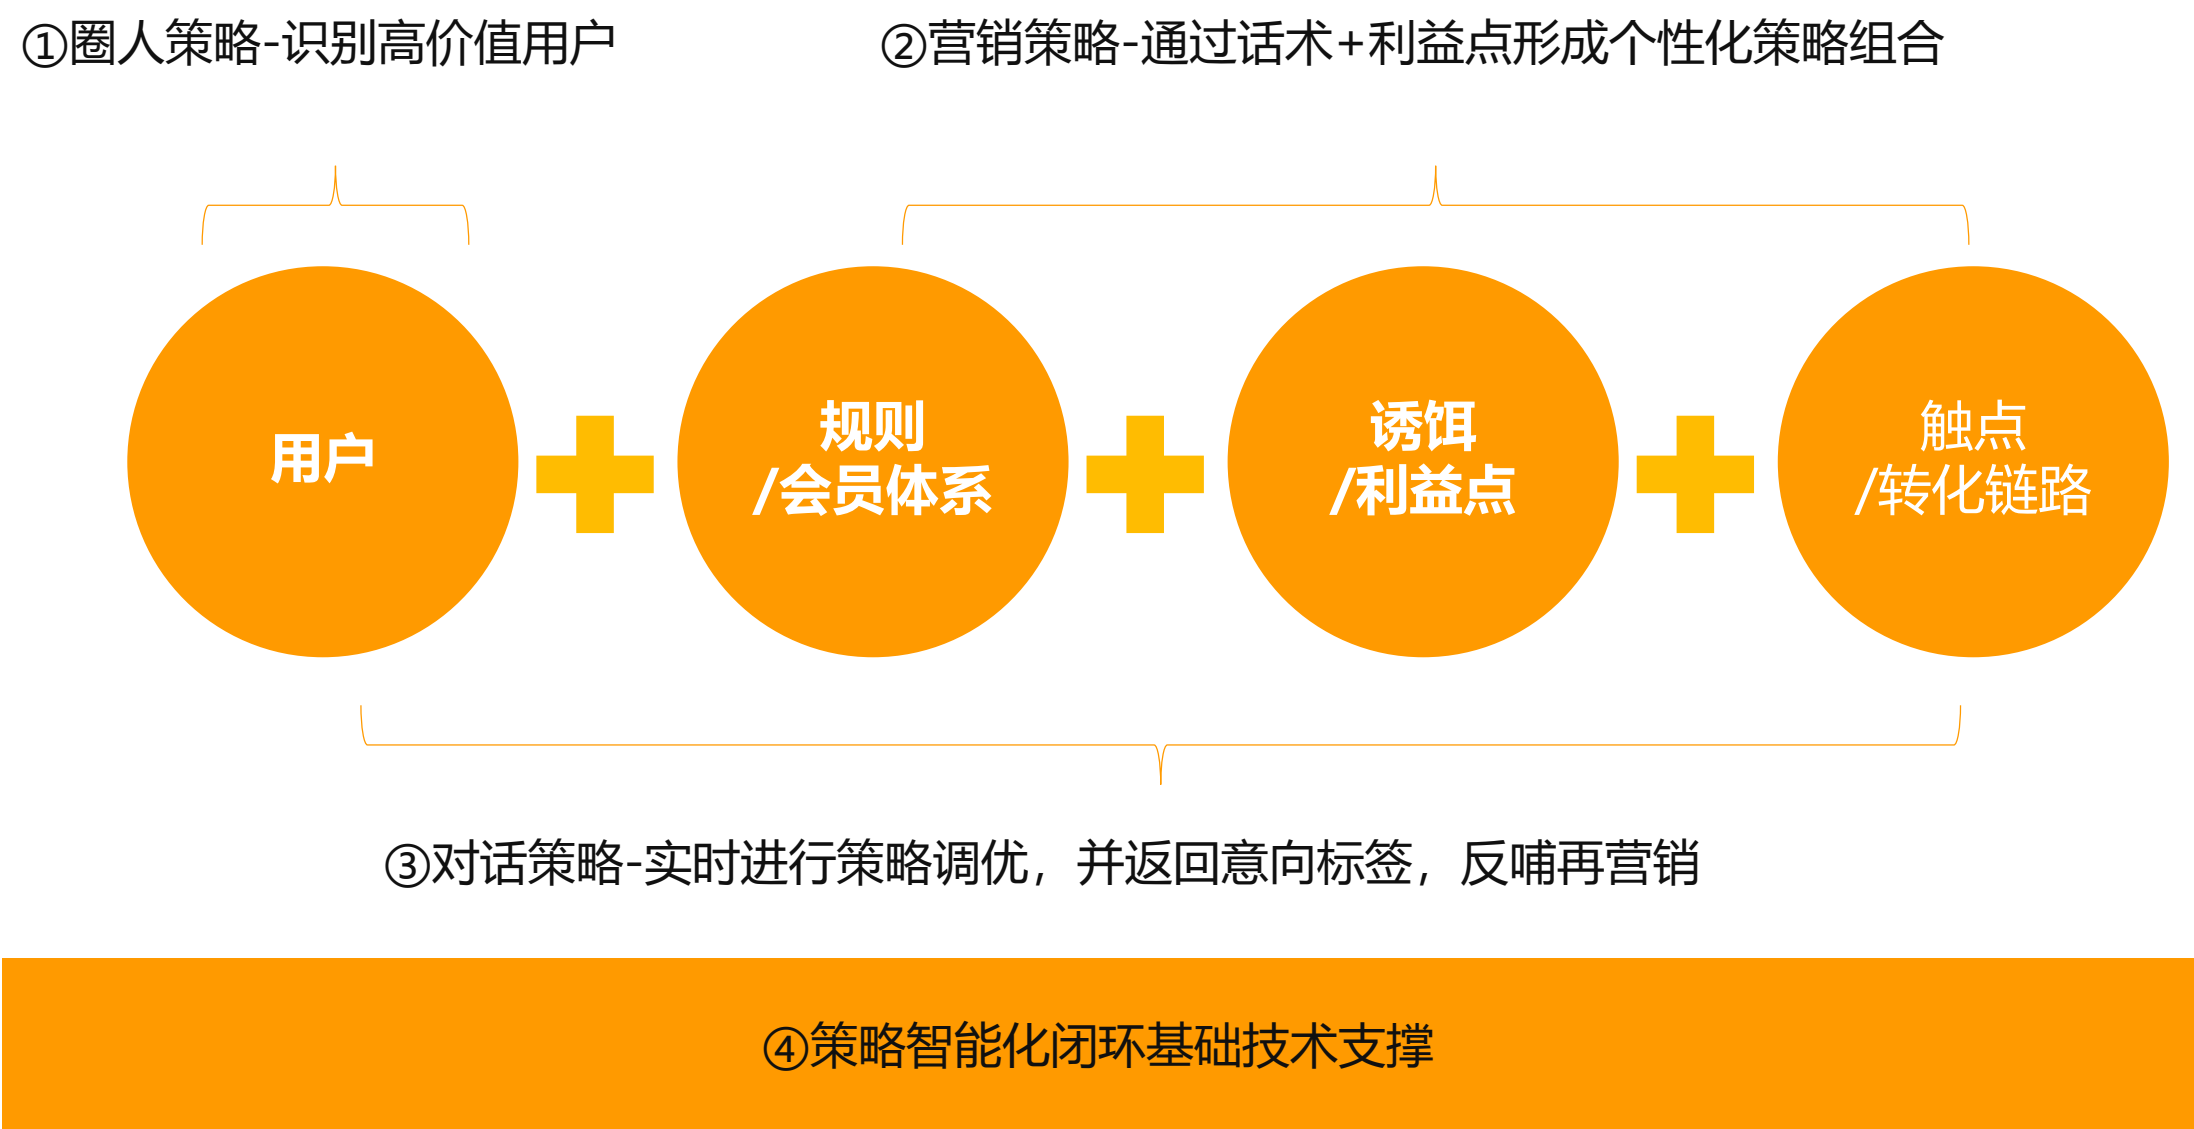 ①圈人策略-识别高价值用户
②营销策略-通过话术+利益点形成个性化策略组合
用户
规则
/会员体系
诱饵
/利益点
触点
/转化链路
③对话策略-实时进行策略调优，并返回意向标签，反哺再营销
④策略智能化闭环基础技术支撑